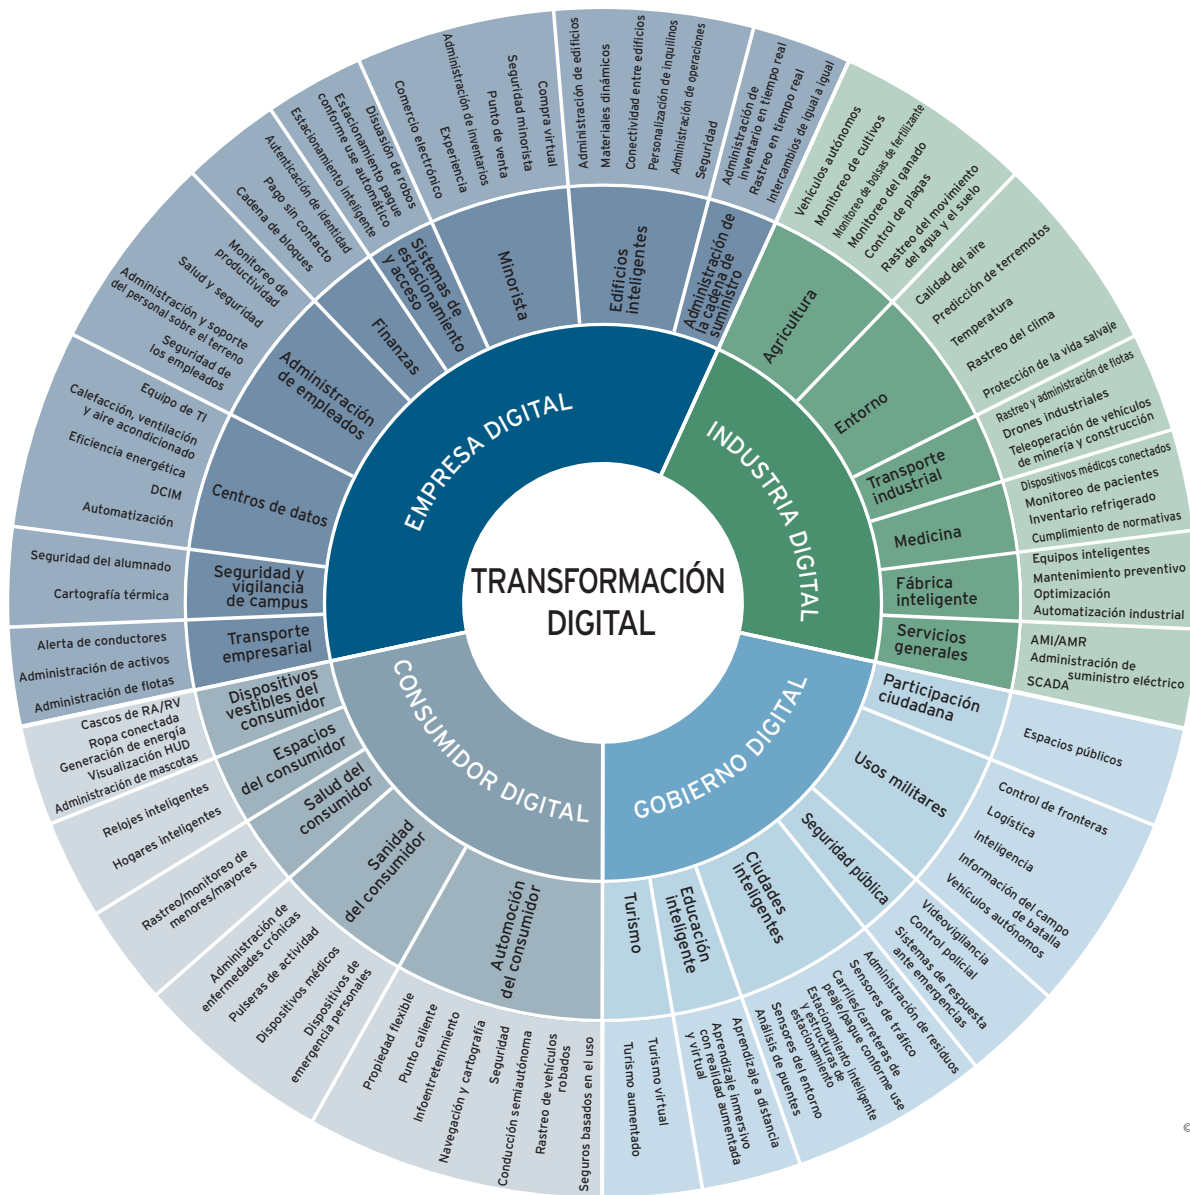 TRANSFORMACIÓN
DIGITAL
EMPRESA DIGITAL
Transporte
empresarial
Alerta de conductores
Administración de activos
Administración de flotas
Seguridad y
vigilancia
de campus
Seguridad del alumnado
Cartografía térmica
Centros de datos
Equipo de TI
Calefacción, ventilación
y aire acondicionado
Eficiencia energética
DCIM
Automatización
Administración
de empleados
Monitoreo de
productividad
Salud y seguridad
Administración y soporte
del personal sobre el terreno
Seguridad de
los empleados
Finanzas
Autenticación de identidad
Pago sin contacto
Cadena de bloques
Sistemas de
estacionamiento
y acceso
Disuasión de robos
Estacionamiento pague
conforme use automático
Estacionamiento inteligente
Minorista
Comercio electrónico
Experiencia
Administración de inventarios
Punto de venta
Seguridad minorista
Compra virtual
Edificios
inteligentes
Administración de edificios
Materiales dinámicos
Conectividad entre edificios
Personalización de inquilinos
Administración de operaciones
Seguridad
Administración de
la cadena de
suministro
Administración de
inventario en tiempo real
Rastreo en tiempo real
Intercambios de igual a igual
INDUSTRIA DIGITAL
Agricultura
Vehículos autónomos
Monitoreo de cultivos
Monitoreo de bolsas de fertilizante
Monitoreo del ganado
Control de plagas
Rastreo del movimiento
del agua y el suelo
Entorno
Calidad del aire
Predicción de terremotos
Temperatura
Rastreo del clima
Protección de la vida salvaje
Transporte
industrial
Rastreo y administración de flotas
Drones industriales
Teleoperación de vehículos
de minería y construcción
Medicina
Dispositivos médicos conectados
Monitoreo de pacientes
Inventario refrigerado
Cumplimiento de normativas
Fábrica
inteligente
Equipos inteligentes
Mantenimiento preventivo
Optimización
Automatización industrial
Servicios
generales
AMI/AMR
Administración de
suministro eléctrico
SCADA
GOBIERNO DIGITAL
Participación
ciudadana
Espacios públicos
Usos militares
Control de fronteras
Logística
Inteligencia
Información del campo
de batalla
Vehículos autónomos
Seguridad pública
Videovigilancia
Control policial
Sistemas de respuesta
ante emergencias
Ciudades
inteligentes
Administración de residuos
Sensores de tráfico
Carriles/carreteras de
peaje/pague conforme use
Estacionamiento inteligente
y estructuras de
estacionamiento
Sensores del entorno
Análisis de puentes
Educación
inteligente
Aprendizaje a distancia
Aprendizaje inmersivo
con realidad aumentada
y virtual
Turismo
Turismo virtual
Turismo aumentado
CONSUMIDOR DIGITAL
Automoción
del consumidor
Propiedad flexible
Punto caliente
Infoentretenimiento
Navegación y cartografía
Seguridad
Conducción semiautónoma
Rastreo de vehículos
robados
Seguros basados en el uso
Sanidad
del consumidor
Administración de
enfermedades crónicas
Pulseras de actividad
Dispositivos médicos
Dispositivos de
emergencia personales
Salud del
consumidor
Rastreo/monitoreo de
menores/mayores
Espacios
del consumidor
Relojes inteligentes
Hogares inteligentes
Dispositivos
vestibles del
consumidor
Cascos de RA/RV
Ropa conectada
Generación de energía
Visualización HUD
Administración de mascotas
©